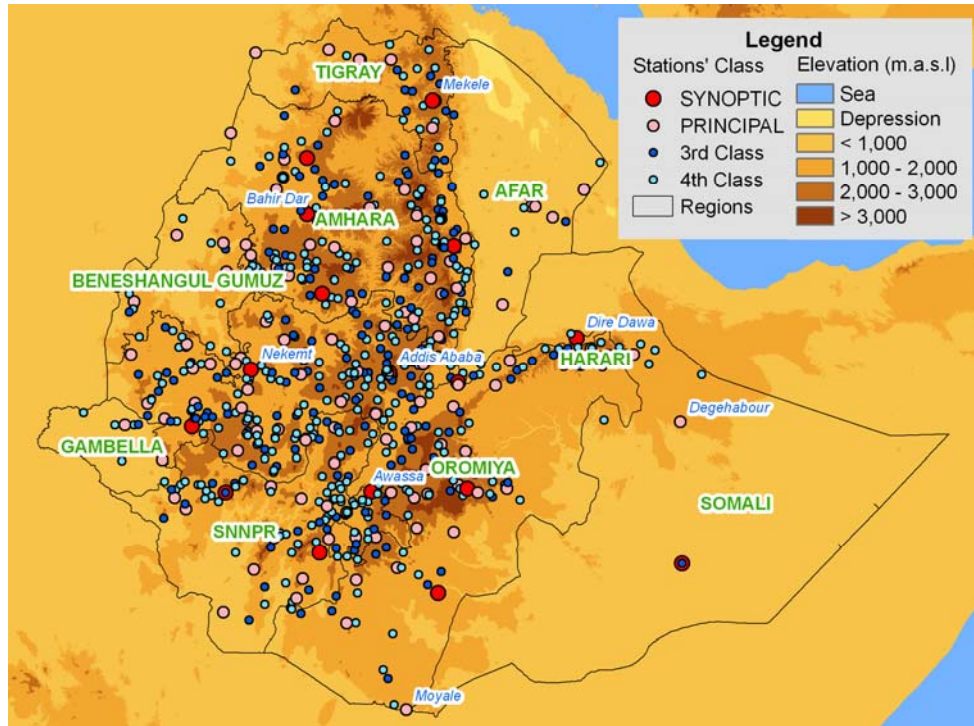 Legend
Stations' Class
SYNOPTIC
PRINCIPAL
3rd Class
4th Class
Regions
Elevation (m.a.s.l)
Sea
Depression
< 1,000
1,000 - 2,000
2,000 - 3,000
> 3,000
TIGRAY
Mekele
AFAR
Bahir Dar
AMHARA
BENESHANGUL GUMUZ
Dire Dawa
Nekemt
Addis Ababa
HARARI
Degehabour
GAMBELLA
OROMIYA
Awassa
SOMALI
SNNPR
Moyale